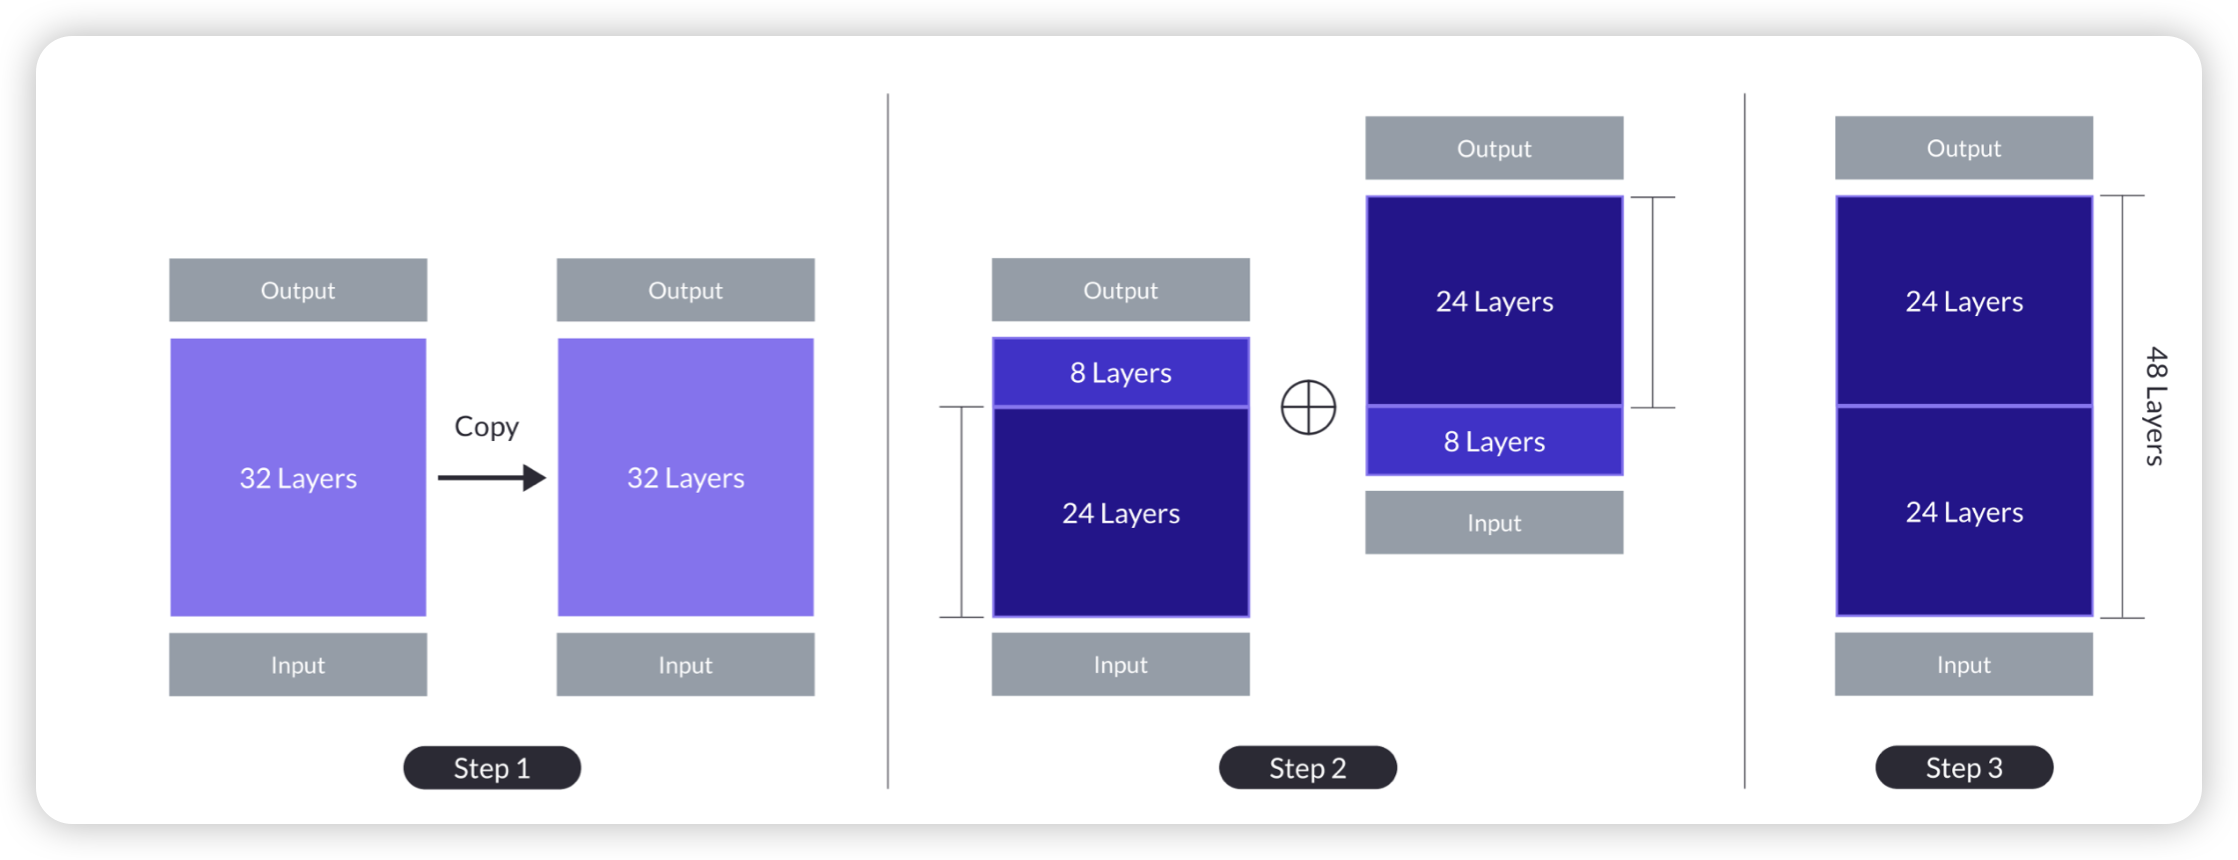 Output
32 Layers
Input
Copy
Output
32 Layers
Input
Step 1
Output
8 Layers
24 Layers
Input
Output
24 Layers
8 Layers
Input
Step 2
Output
24 Layers
24 Layers
Input
48 Layers
Step 3